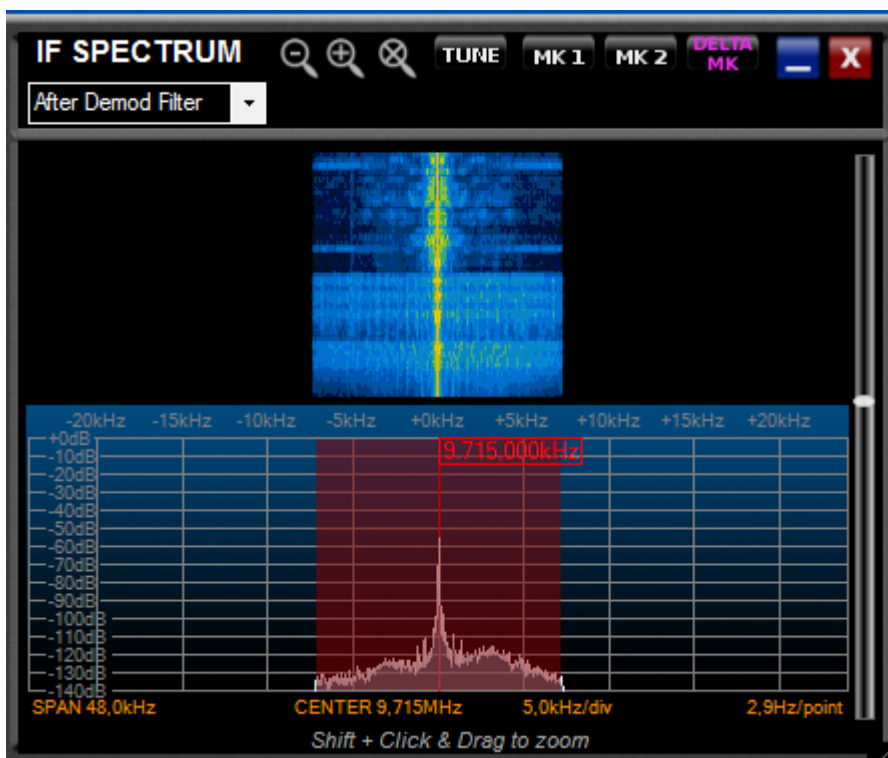 IF SPECTRUM
TUNE
MK 1
MK 2
DELTA
MK
After Demod Filter
-20kHz -15kHz -10kHz -5kHz +0kHz +5kHz +10kHz +15kHz +20kHz
+0dB
9.715,000kHz
-10dB
-20dB
-30dB
-40dB
-50dB
-60dB
-70dB
-80dB
-90dB
-100dB
-110dB
-120dB
-130dB
-140dB
SPAN 48,0kHz CENTER 9,715MHz 5,0kHz/div 2,9Hz/point
Shift + Click & Drag to zoom